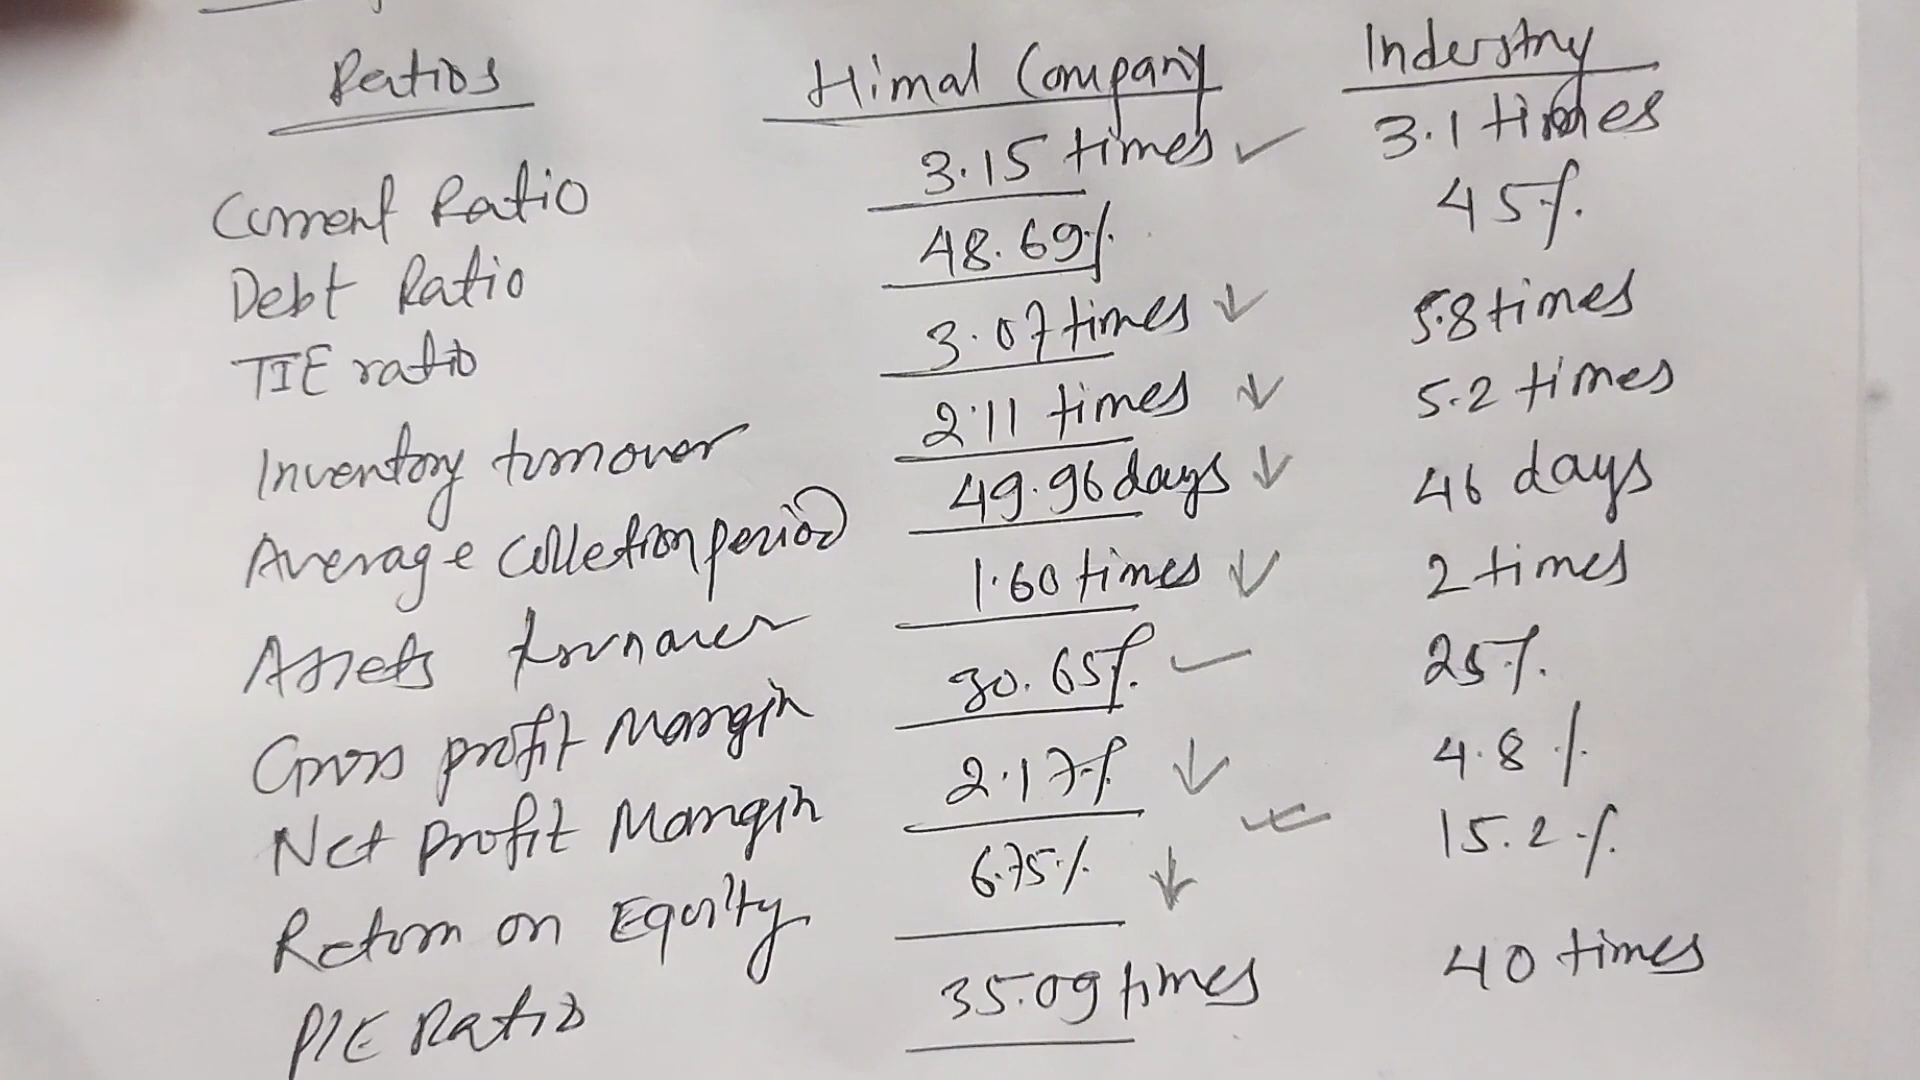 Ratios Himal Company Inderstry
Current Ratio 3.15 times ✓ 3.1 times
Debt Ratio 48.69% 45%
TIE ratio 3.07 times ↓ 5.8 times
Inventory turnover 2.11 times ↓ 5.2 times
Average Colletion period 49.96 days ↓ 46 days
Assets turnover 1.60 times ↓ 2 times
Gross profit Margin 30.65% 25%
Net Profit Margin 2.17% ↓ 4.8%
Return on Equity 6.75% ↓ 15.2%
P/E Ratio 35.09 times 40 times